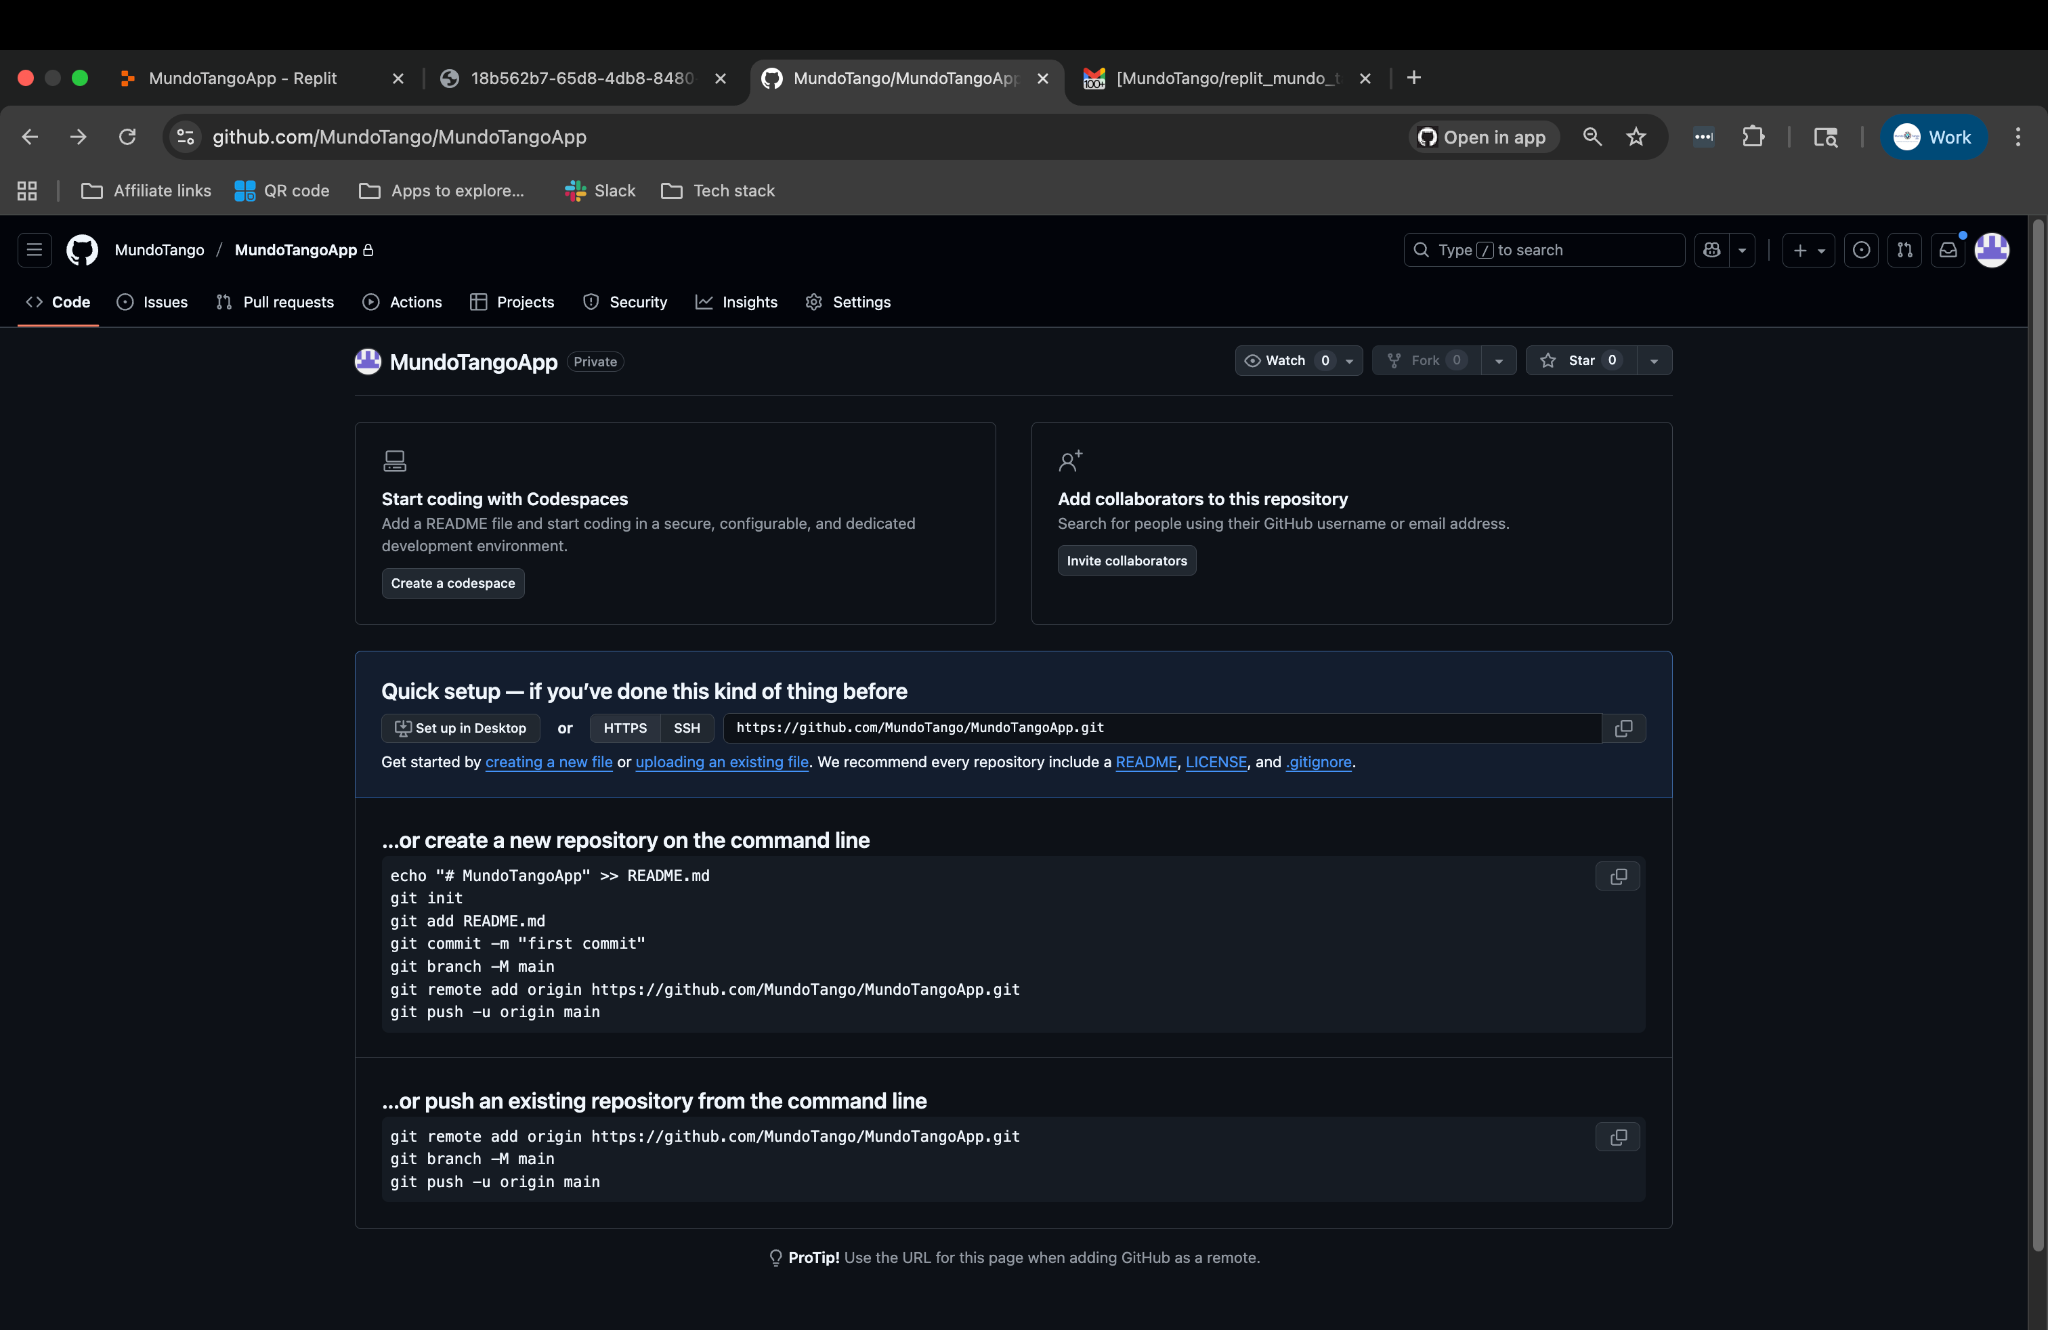 MundoTangoApp - Replit
18b562b7-65d8-4db8-8480
MundoTango/MundoTangoApp
[MundoTango/replit_mundo_t
github.com/MundoTango/MundoTangoApp
Open in app
Work
Affiliate links
QR code
Apps to explore...
Slack
Tech stack
MundoTango / MundoTangoApp
Type / to search
Code
Issues
Pull requests
Actions
Projects
Security
Insights
Settings
MundoTangoApp Private
Watch 0
Fork 0
Star 0
Start coding with Codespaces
Add a README file and start coding in a secure, configurable, and dedicated
development environment.
Create a codespace
Add collaborators to this repository
Search for people using their GitHub username or email address.
Invite collaborators
Quick setup — if you’ve done this kind of thing before
Set up in Desktop or HTTPS SSH https://github.com/MundoTango/MundoTangoApp.git
Get started by creating a new file or uploading an existing file. We recommend every repository include a README, LICENSE, and .gitignore.
…or create a new repository on the command line
echo "# MundoTangoApp" >> README.md
git init
git add README.md
git commit -m "first commit"
git branch -M main
git remote add origin https://github.com/MundoTango/MundoTangoApp.git
git push -u origin main
…or push an existing repository from the command line
git remote add origin https://github.com/MundoTango/MundoTangoApp.git
git branch -M main
git push -u origin main
ProTip! Use the URL for this page when adding GitHub as a remote.